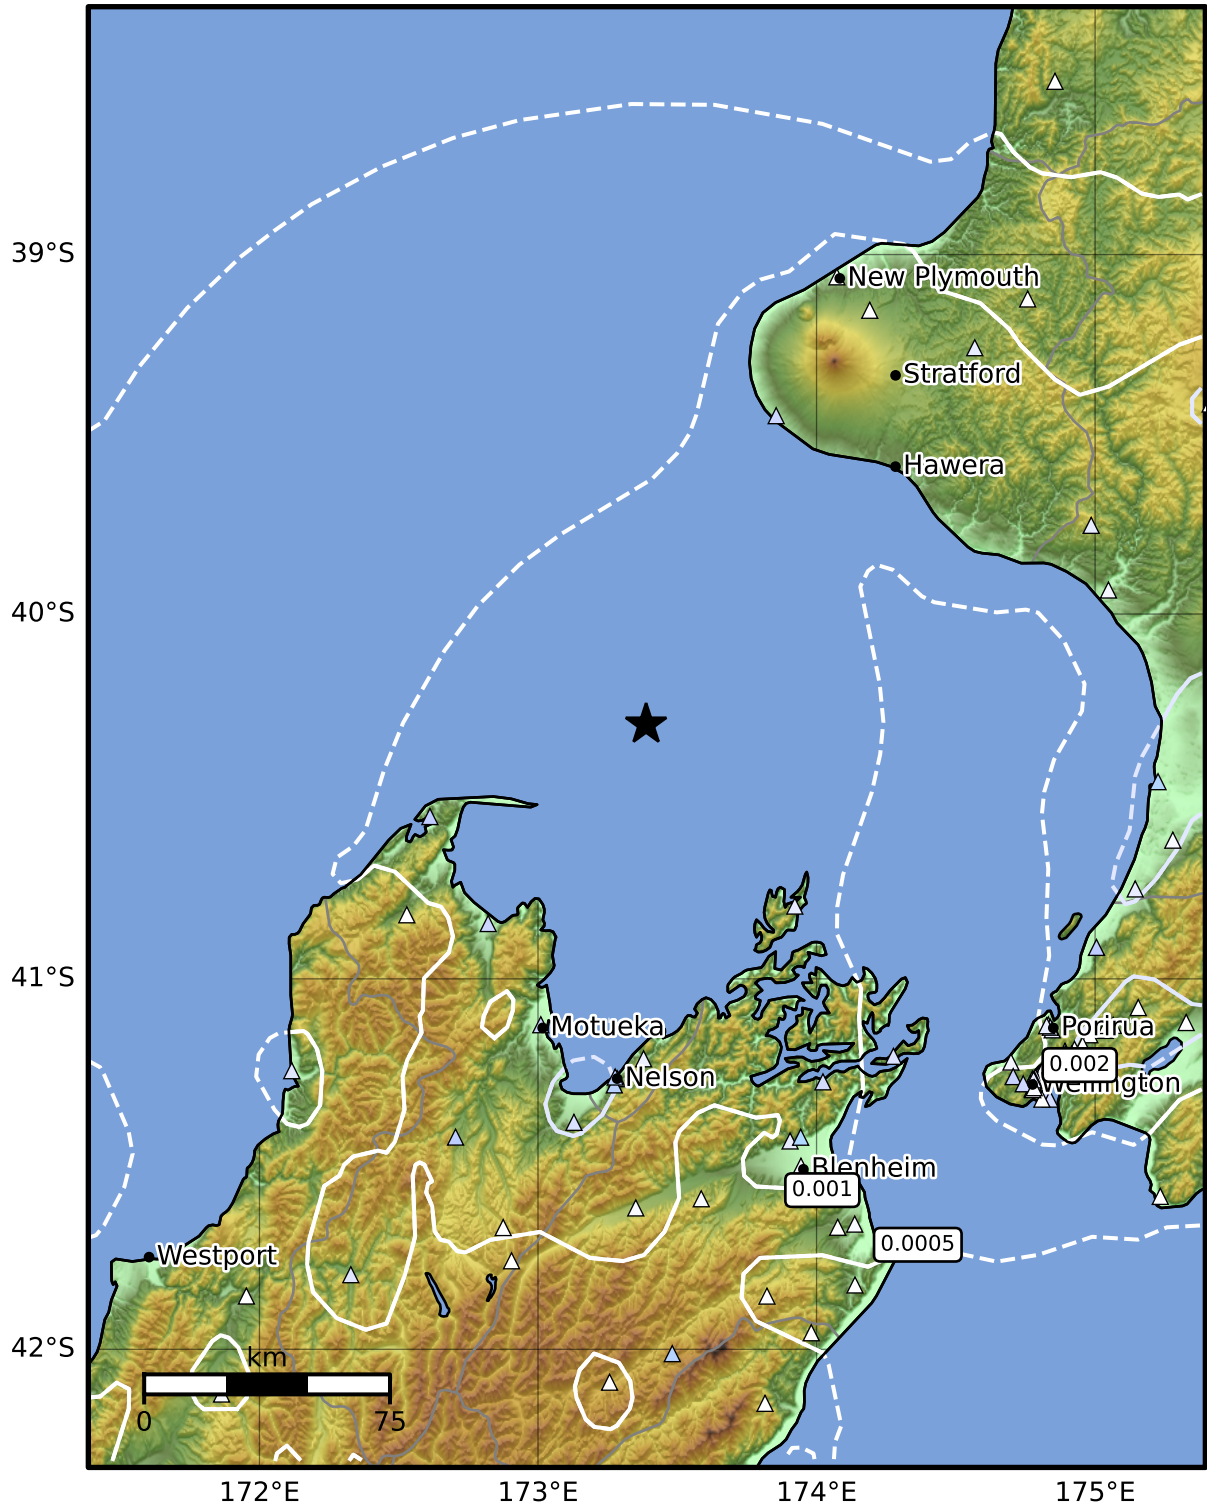 39°S
New Plymouth
Stratford
Hawera
40°S
41°S
Motueka
Porirua
Nelson
0.002
Wellington
Blenheim
0.001
Westport
0.0005
42°S
km
0
75
172°E
173°E
174°E
175°E